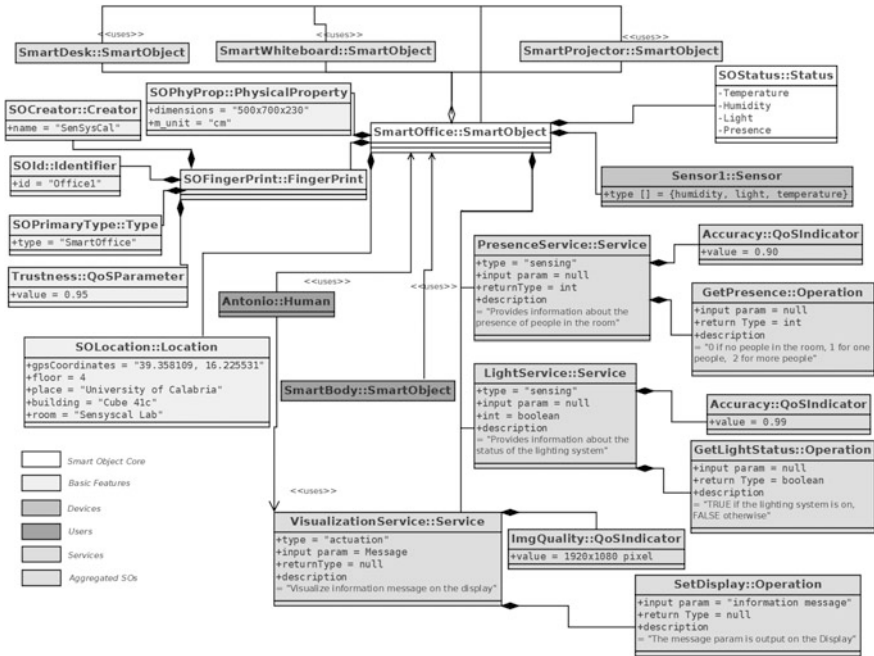 <<uses>>
<<uses>>
<<uses>>
SmartDesk::SmartObject
SmartWhiteboard::SmartObject
SmartProjector::SmartObject
SOPhyProp::PhysicalProperty
+dimensions = "500x700x230"
+m_unit = "cm"
SOStatus::Status
-Temperature
-Humidity
-Light
-Presence
SOCreator::Creator
+name = "SenSysCal"
SmartOffice::SmartObject
SOId::Identifier
+id = "Office1"
SOFingerPrint::FingerPrint
Sensor1::Sensor
+type [] = {humidity, light, temperature}
SOPrimaryType::Type
+type = "SmartOffice"
Trustness::QoSParameter
+value = 0.95
<<uses>>
Antonio::Human
<<uses>>
PresenceService::Service
+type = "sensing"
+input param = null
+returnType = int
+description
= "Provides information about the
presence of people in the room"
Accuracy::QoSIndicator
+value = 0.90
GetPresence::Operation
+input param = null
+return Type = int
+description
= "0 if no people in the room, 1 for one
people, 2 for more people"
SOLocation::Location
+gpsCoordinates = "39.358109, 16.225531"
+floor = 4
+place = "University of Calabria"
+building = "Cube 41c"
+room = "Sensyscal Lab"
SmartBody::SmartObject
LightService::Service
+type = "sensing"
+input param = null
+int = boolean
+description
= "Provides information about the
status of the lighting system"
Accuracy::QoSIndicator
+value = 0.99
GetLightStatus::Operation
+input param = null
+return Type = boolean
+description
= "TRUE if the lighting system is on,
FALSE otherwise"
Smart Object Core
Basic Features
Devices
Users
Services
Aggregated SOs
<<uses>>
VisualizationService::Service
+type = "actuation"
+input param = Message
+returnType = null
+description
= "Visualize information message on the display"
ImgQuality::QoSIndicator
+value = 1920x1080 pixel
SetDisplay::Operation
+input param = "information message"
+return Type = null
+description
= "The message param is output on the Display"